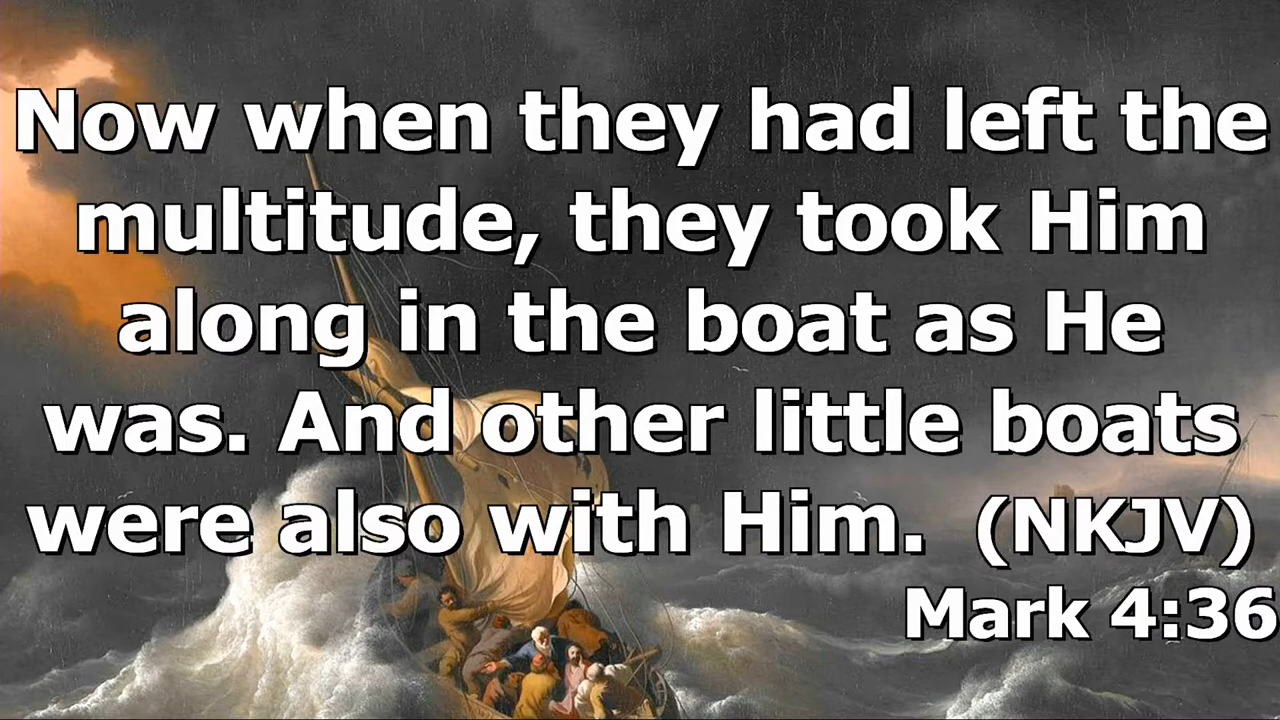 Now when they had left the
multitude, they took Him
along in the boat as He
was. And other little boats
were also with Him. (NKJV)
Mark 4:36